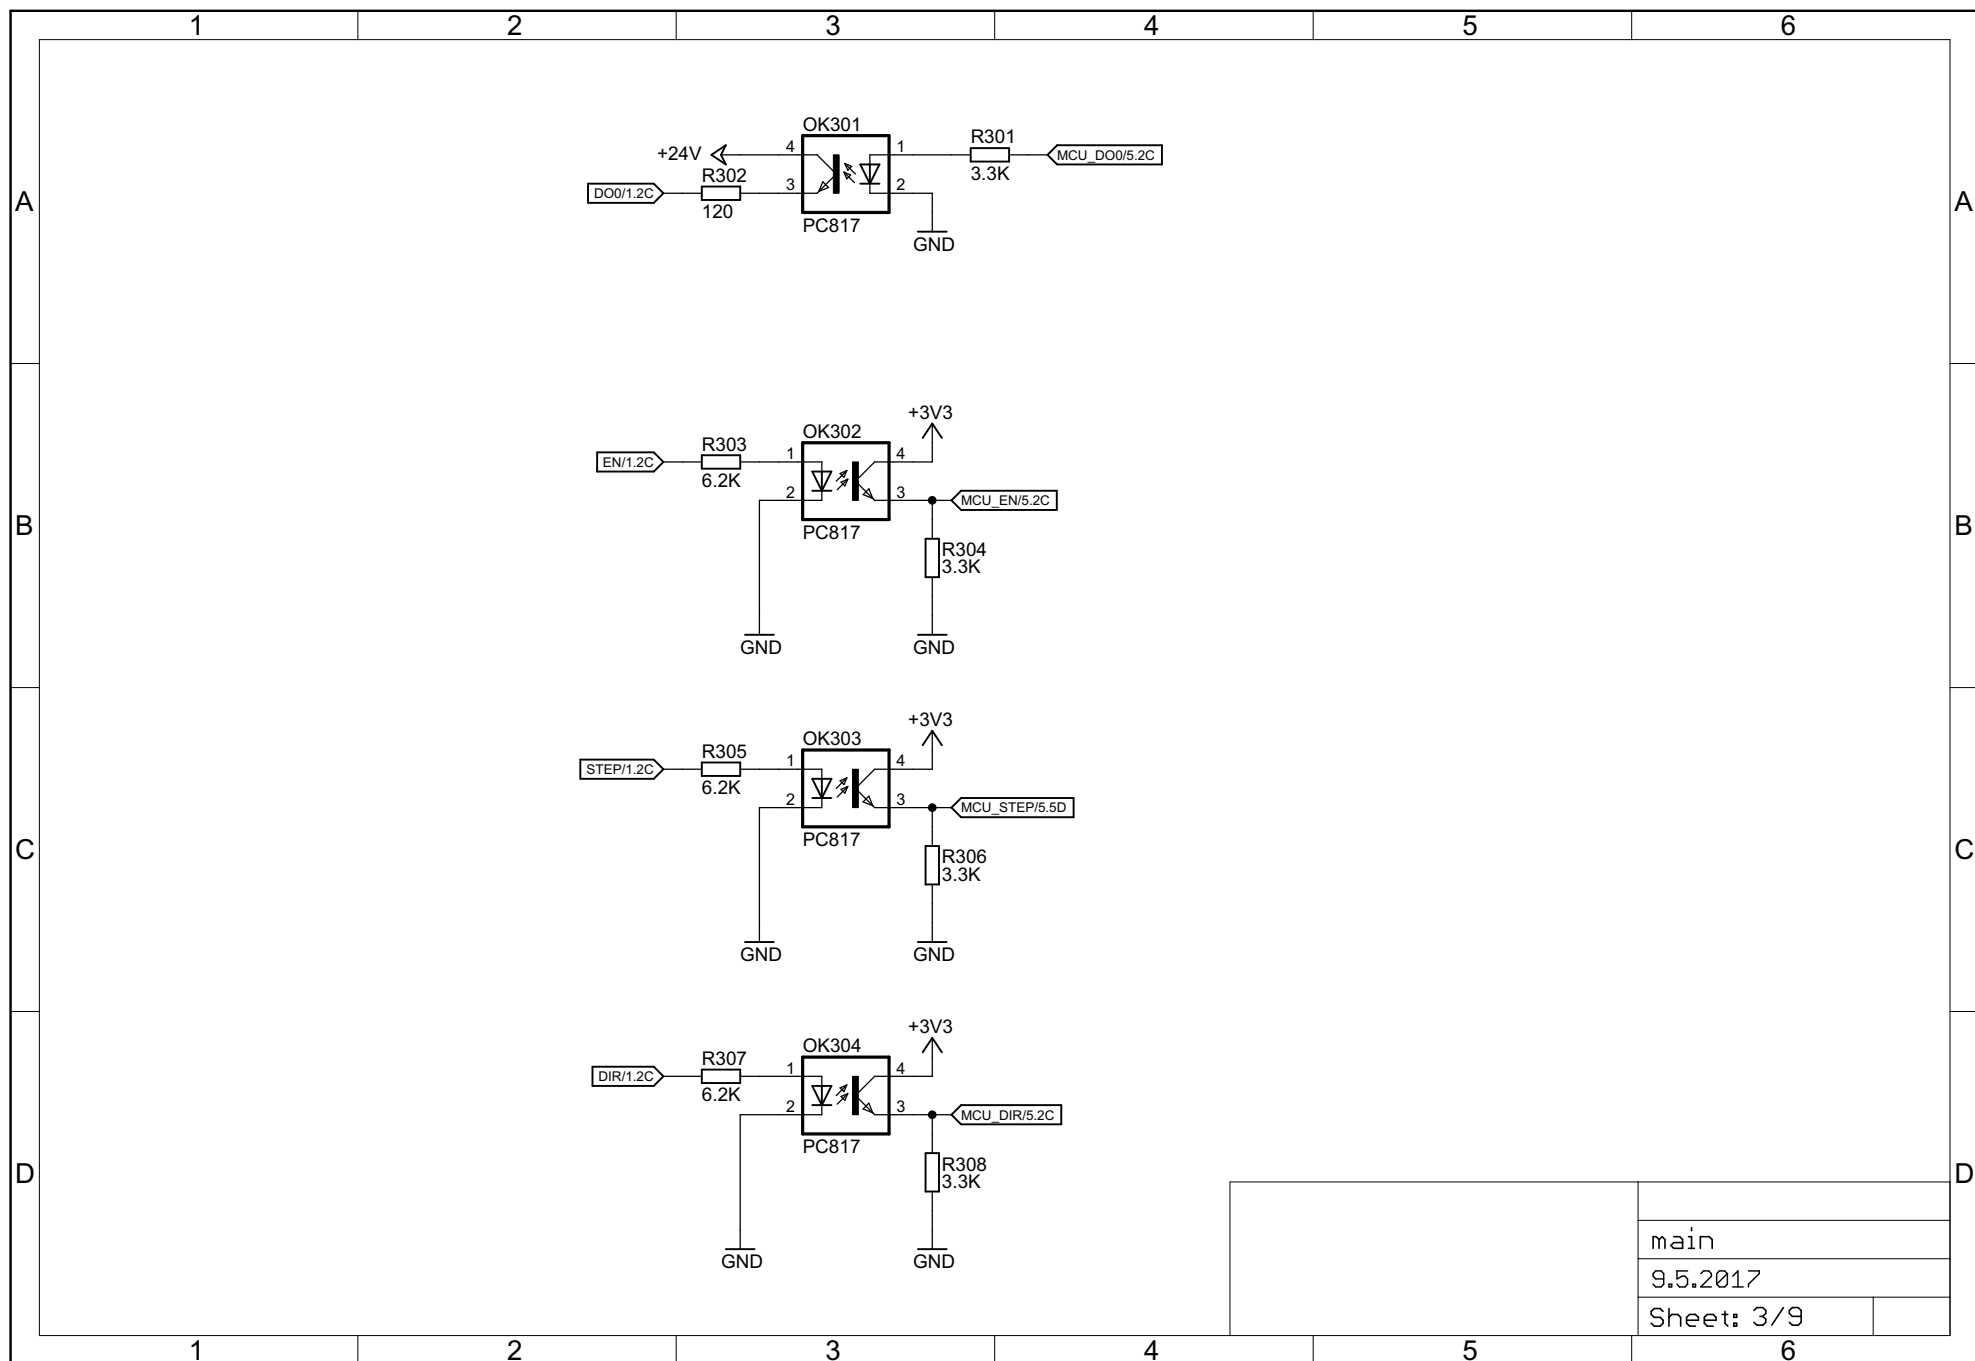 1 2 3 4 5 6
A A
OK301
+24V 4 1 R301 MCU_DO0/5.2C
3.3K
DO0/1.2C R302 3 2
120
PC817
GND
+3V3
OK302
EN/1.2C R303 1 4
6.2K
2 3 MCU_EN/5.2C
B B
PC817
R304
3.3K
GND GND
+3V3
OK303
STEP/1.2C R305 1 4
6.2K
2 3 MCU_STEP/5.5D
PC817
C C
R306
3.3K
GND GND
+3V3
OK304
DIR/1.2C R307 1 4
6.2K
2 3 MCU_DIR/5.2C
PC817
R308
3.3K
D D
GND GND
main
9.5.2017
Sheet: 3/9
1 2 3 4 5 6